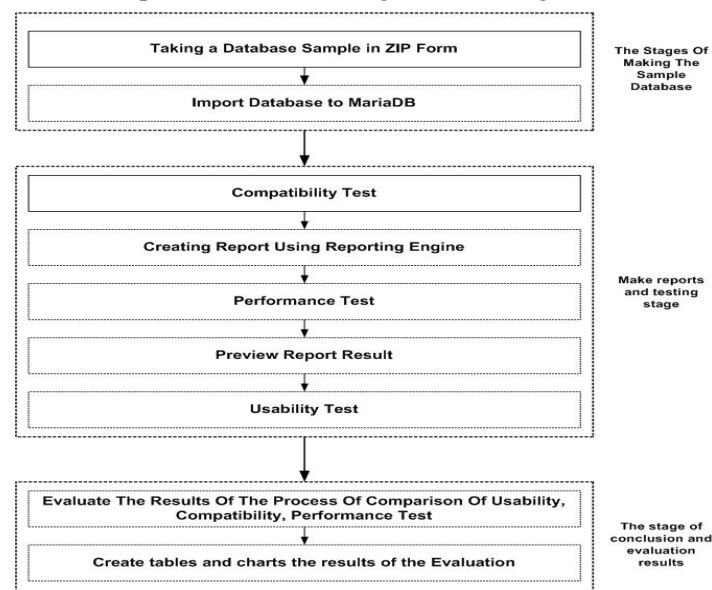 Taking a Database Sample in ZIP Form
Import Database to MariaDB
The Stages Of
Making The
Sample
Database
Compatibility Test
Creating Report Using Reporting Engine
Performance Test
Preview Report Result
Usability Test
Make reports
and testing
stage
Evaluate The Results Of The Process Of Comparison Of Usability,
Compatibility, Performance Test
Create tables and charts the results of the Evaluation
The stage of
conclusion and
evaluation
results